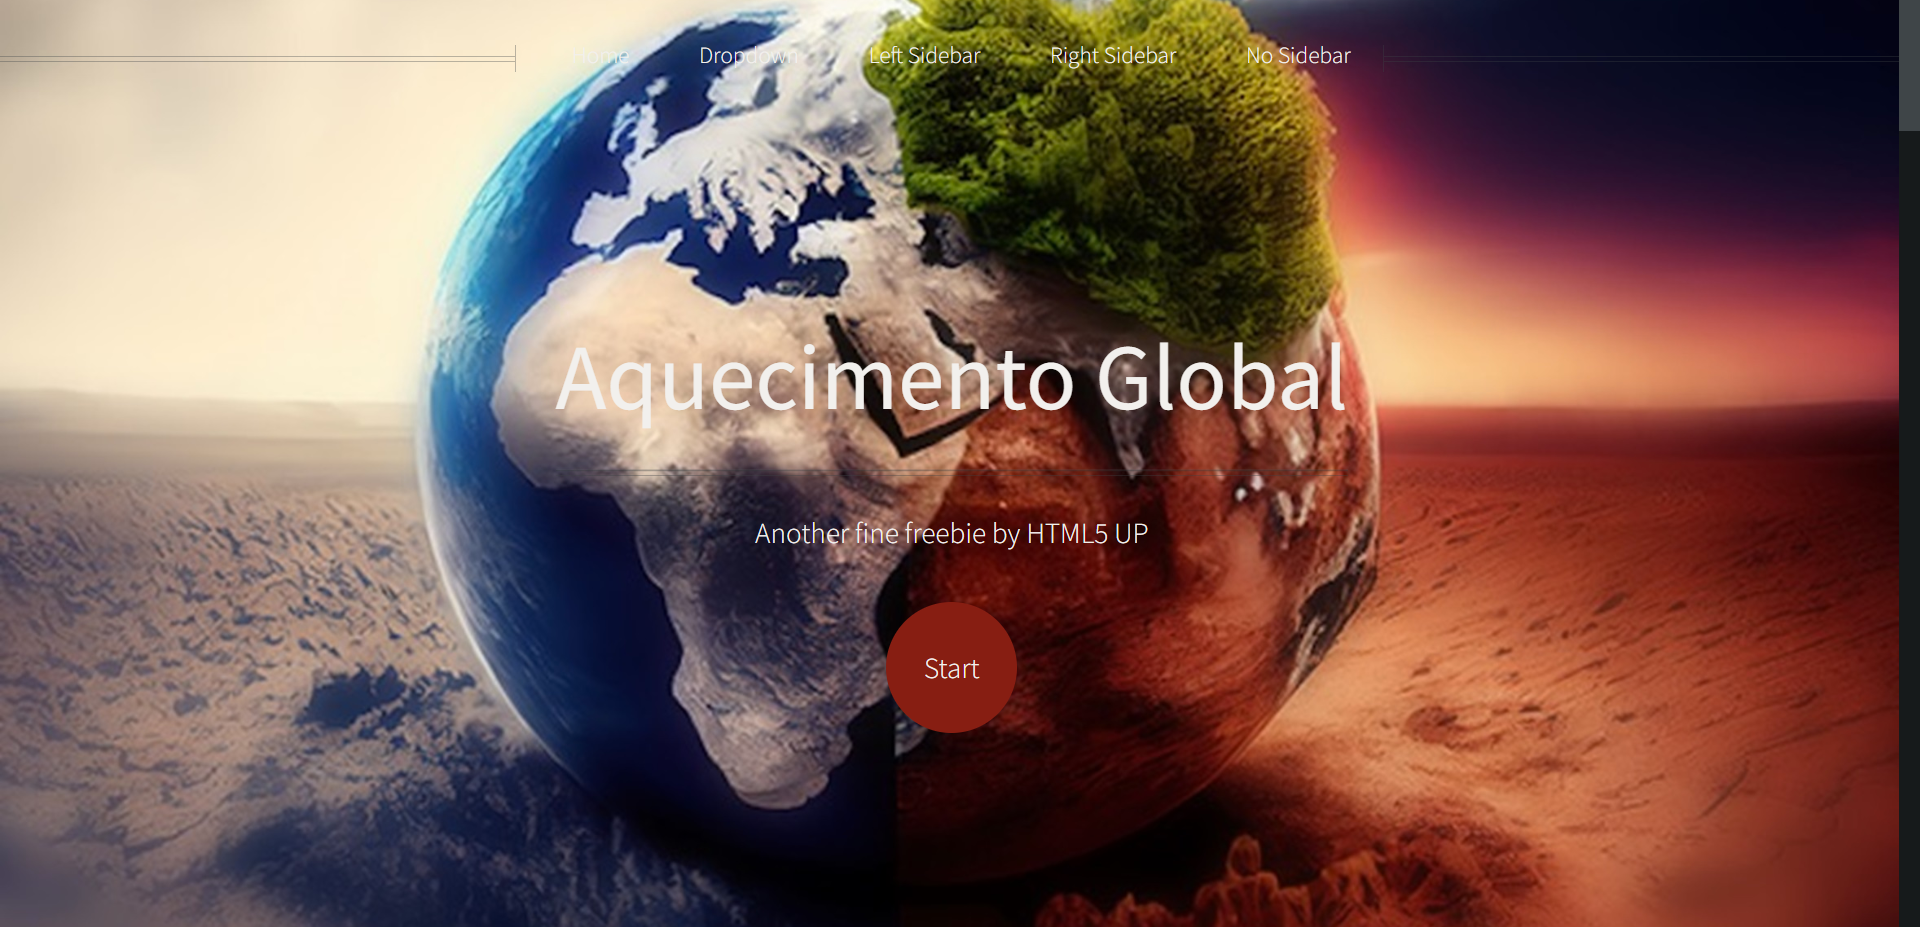 Home Dropdown Left Sidebar Right Sidebar No Sidebar
Aquecimento Global
Another fine freebie by HTML5 UP
Start